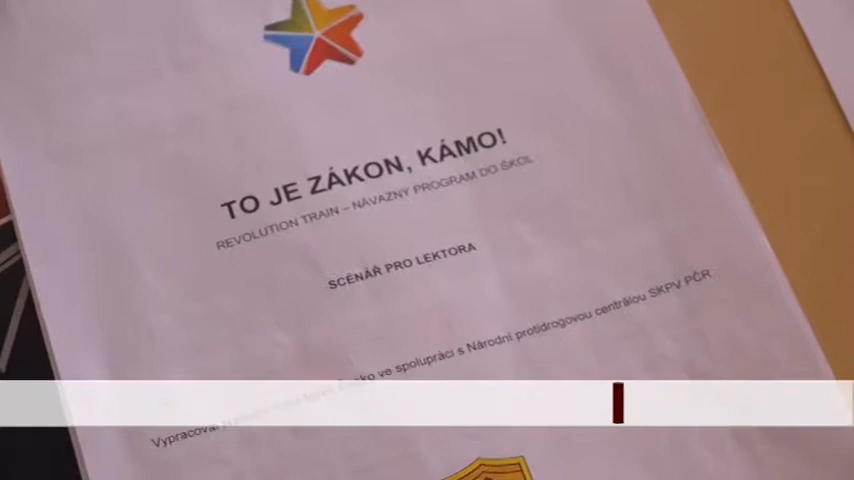 TO JE ZÁKON, KÁMO!
REVOLUTION TRAIN – NÁVAZNÝ PROGRAM DO ŠKOL
SCÉNÁŘ PRO LEKTORA
Vypracoval ve spolupráci s Národní protidrogovou centrálou SKPV PČR